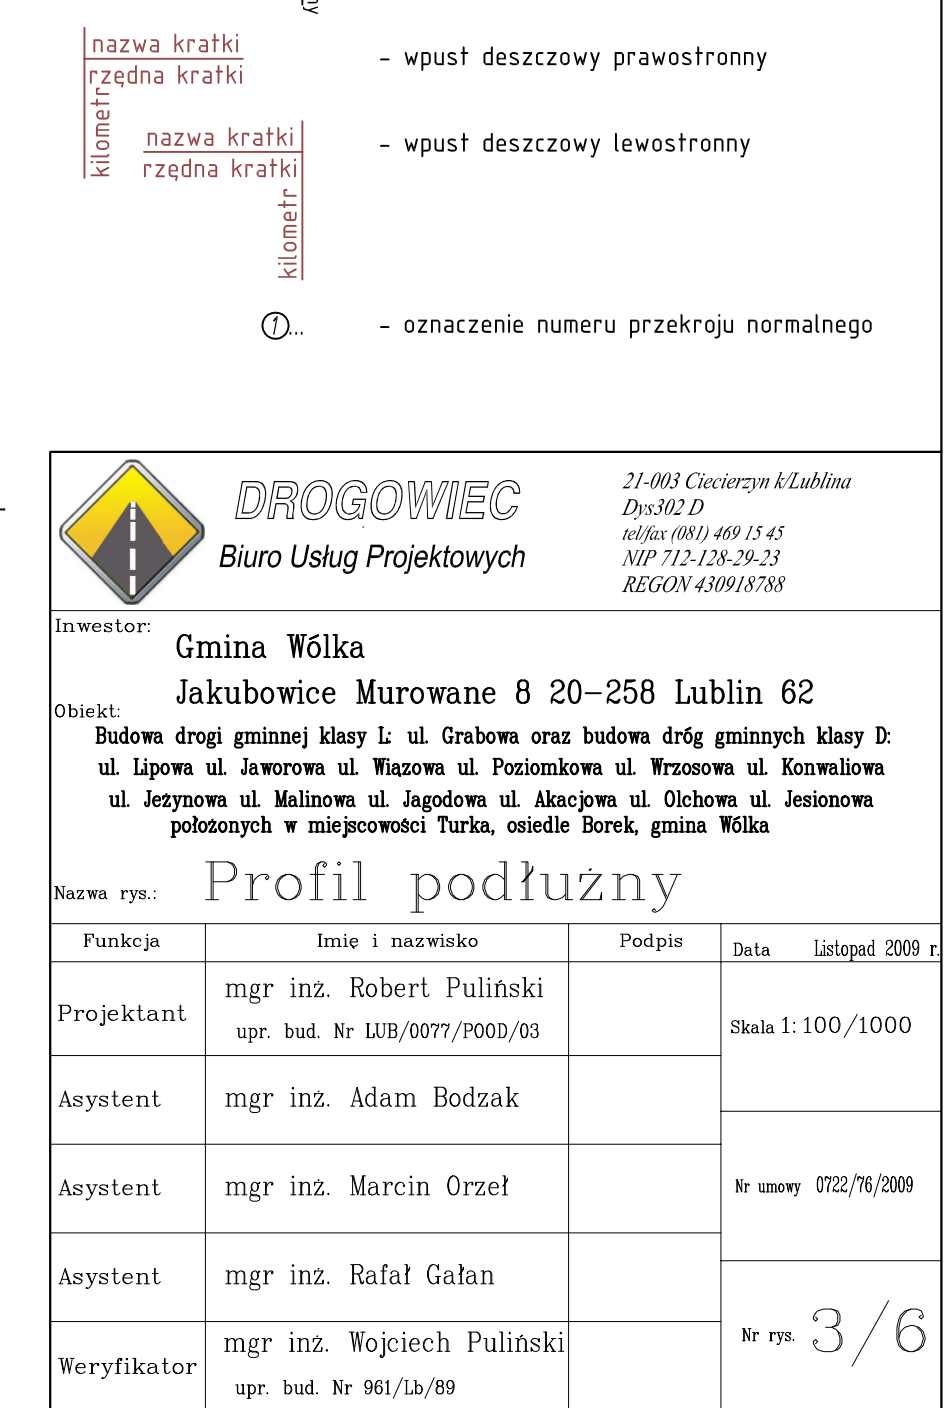 nazwa kratki
rzędna kratki
kilometr
- wpust deszczowy prawostronny
nazwa kratki
rzędna kratki
kilometr
- wpust deszczowy lewostronny
1... - oznaczenie numeru przekroju normalnego
DROGOWIEC
Biuro Usług Projektowych
21-003 Ciecierzyn k/Lublina
Dys302 D
tel/fax (081) 469 15 45
NIP 712-128-29-23
REGON 430918788
Inwestor:
Gmina Wólka
Jakubowice Murowane 8 20-258 Lublin 62
Obiekt:
Budowa drogi gminnej klasy L: ul. Grabowa oraz budowa dróg gminnych klasy D:
ul. Lipowa ul. Jaworowa ul. Wiązowa ul. Poziomkowa ul. Wrzosowa ul. Konwaliowa
ul. Jeżynowa ul. Malinowa ul. Jagodowa ul. Akacjowa ul. Olchowa ul. Jesionowa
położonych w miejscowości Turka, osiedle Borek, gmina Wólka
Nazwa rys.: Profil podłużny
Funkcja Imię i nazwisko Podpis Data Listopad 2009 r.
Projektant mgr inż. Robert Puliński
upr. bud. Nr LUB/0077/POOD/03
Skala 1: 100/1000
Asystent mgr inż. Adam Bodzak
Asystent mgr inż. Marcin Orzeł
Nr umowy 0722/76/2009
Asystent mgr inż. Rafał Gałan
Weryfikator mgr inż. Wojciech Puliński
upr. bud. Nr 961/Lb/89
Nr rys. 3/6